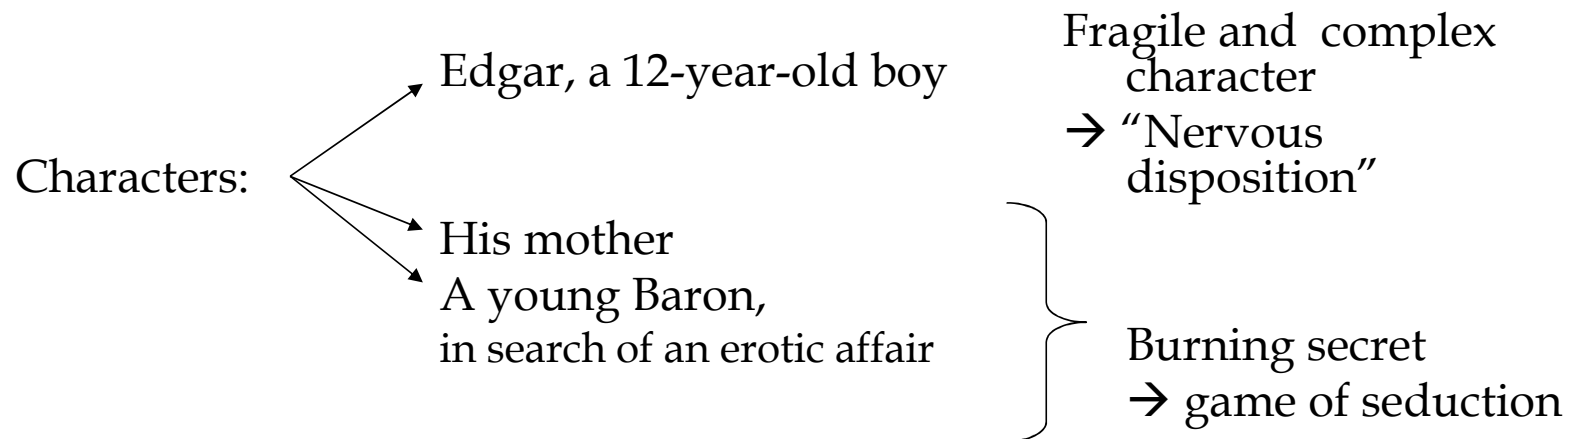 Characters:
Edgar, a 12-year-old boy
Fragile and complex
character
→ “Nervous
disposition”
His mother
A young Baron,
in search of an erotic affair
Burning secret
→ game of seduction